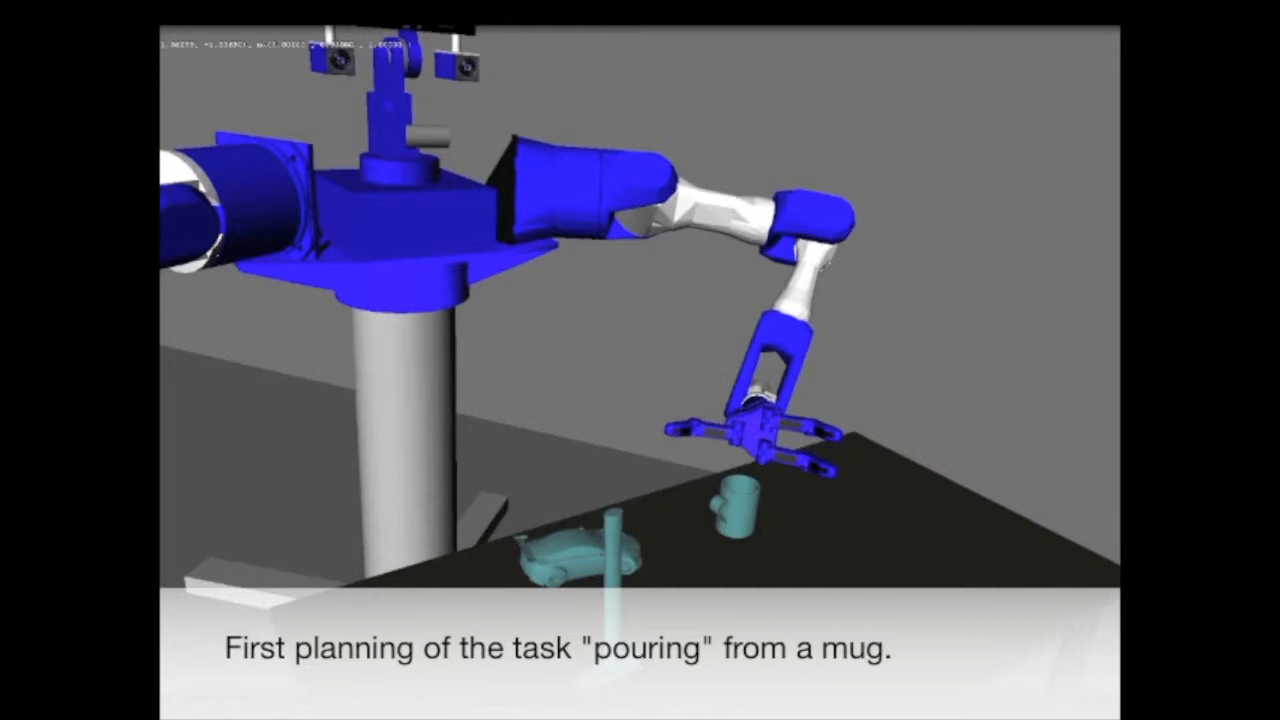 First planning of the task "pouring" from a mug.